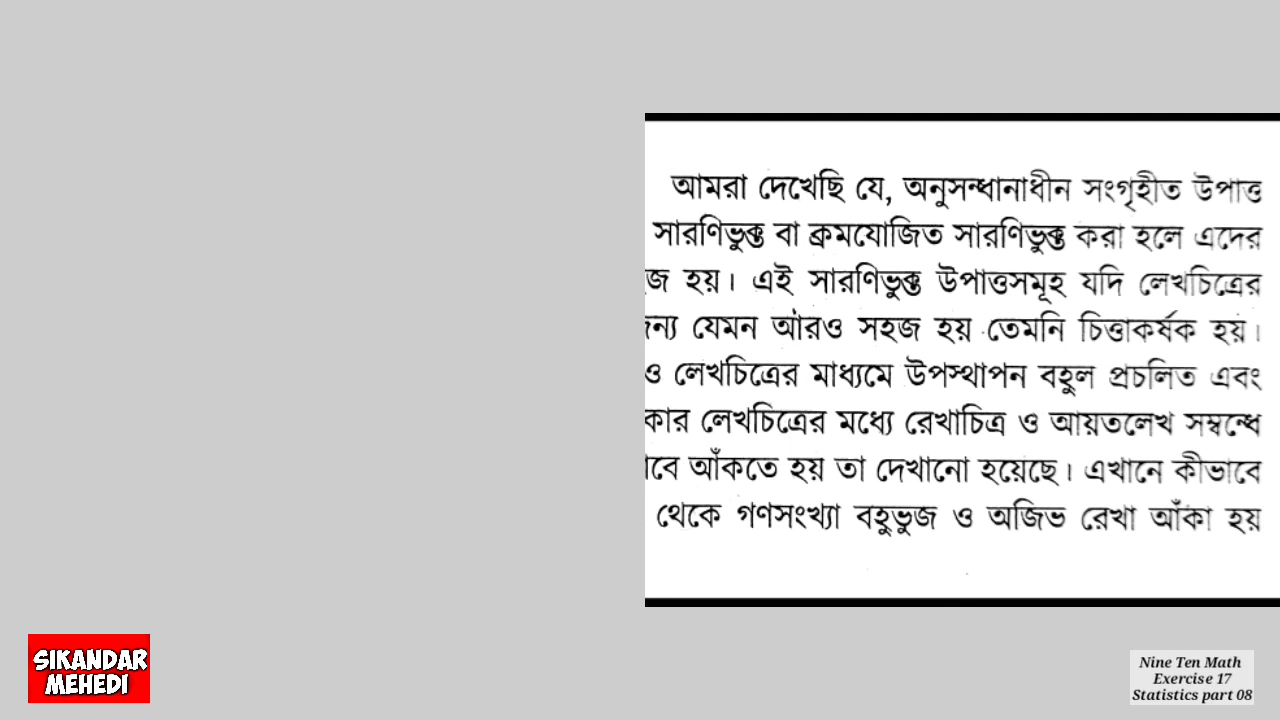 আমরা দেখেছি যে, অনুসন্ধানাধীন সংগৃহীত উপাত্ত
সারণিভুক্ত বা ক্রমযোজিত সারণিভুক্ত করা হলে এদের
হয়। এই সারণিভুক্ত উপাত্তসমূহ যদি লেখচিত্রের
যেমন আরও সহজ হয় তেমনি চিত্তাকর্ষক হয়।
ও লেখচিত্রের মাধ্যমে উপস্থাপন বহুল প্রচলিত এবং
লেখচিত্রের মধ্যে রেখাচিত্র ও আয়তলেখ সম্বন্ধে
আঁকতে হয় তা দেখানো হয়েছে। এখানে কীভাবে
থেকে গণসংখ্যা বহুভুজ ও অজিভ রেখা আঁকা হয়
SIKANDAR
MEHEDI
Nine Ten Math
Exercise 17
Statistics part 08